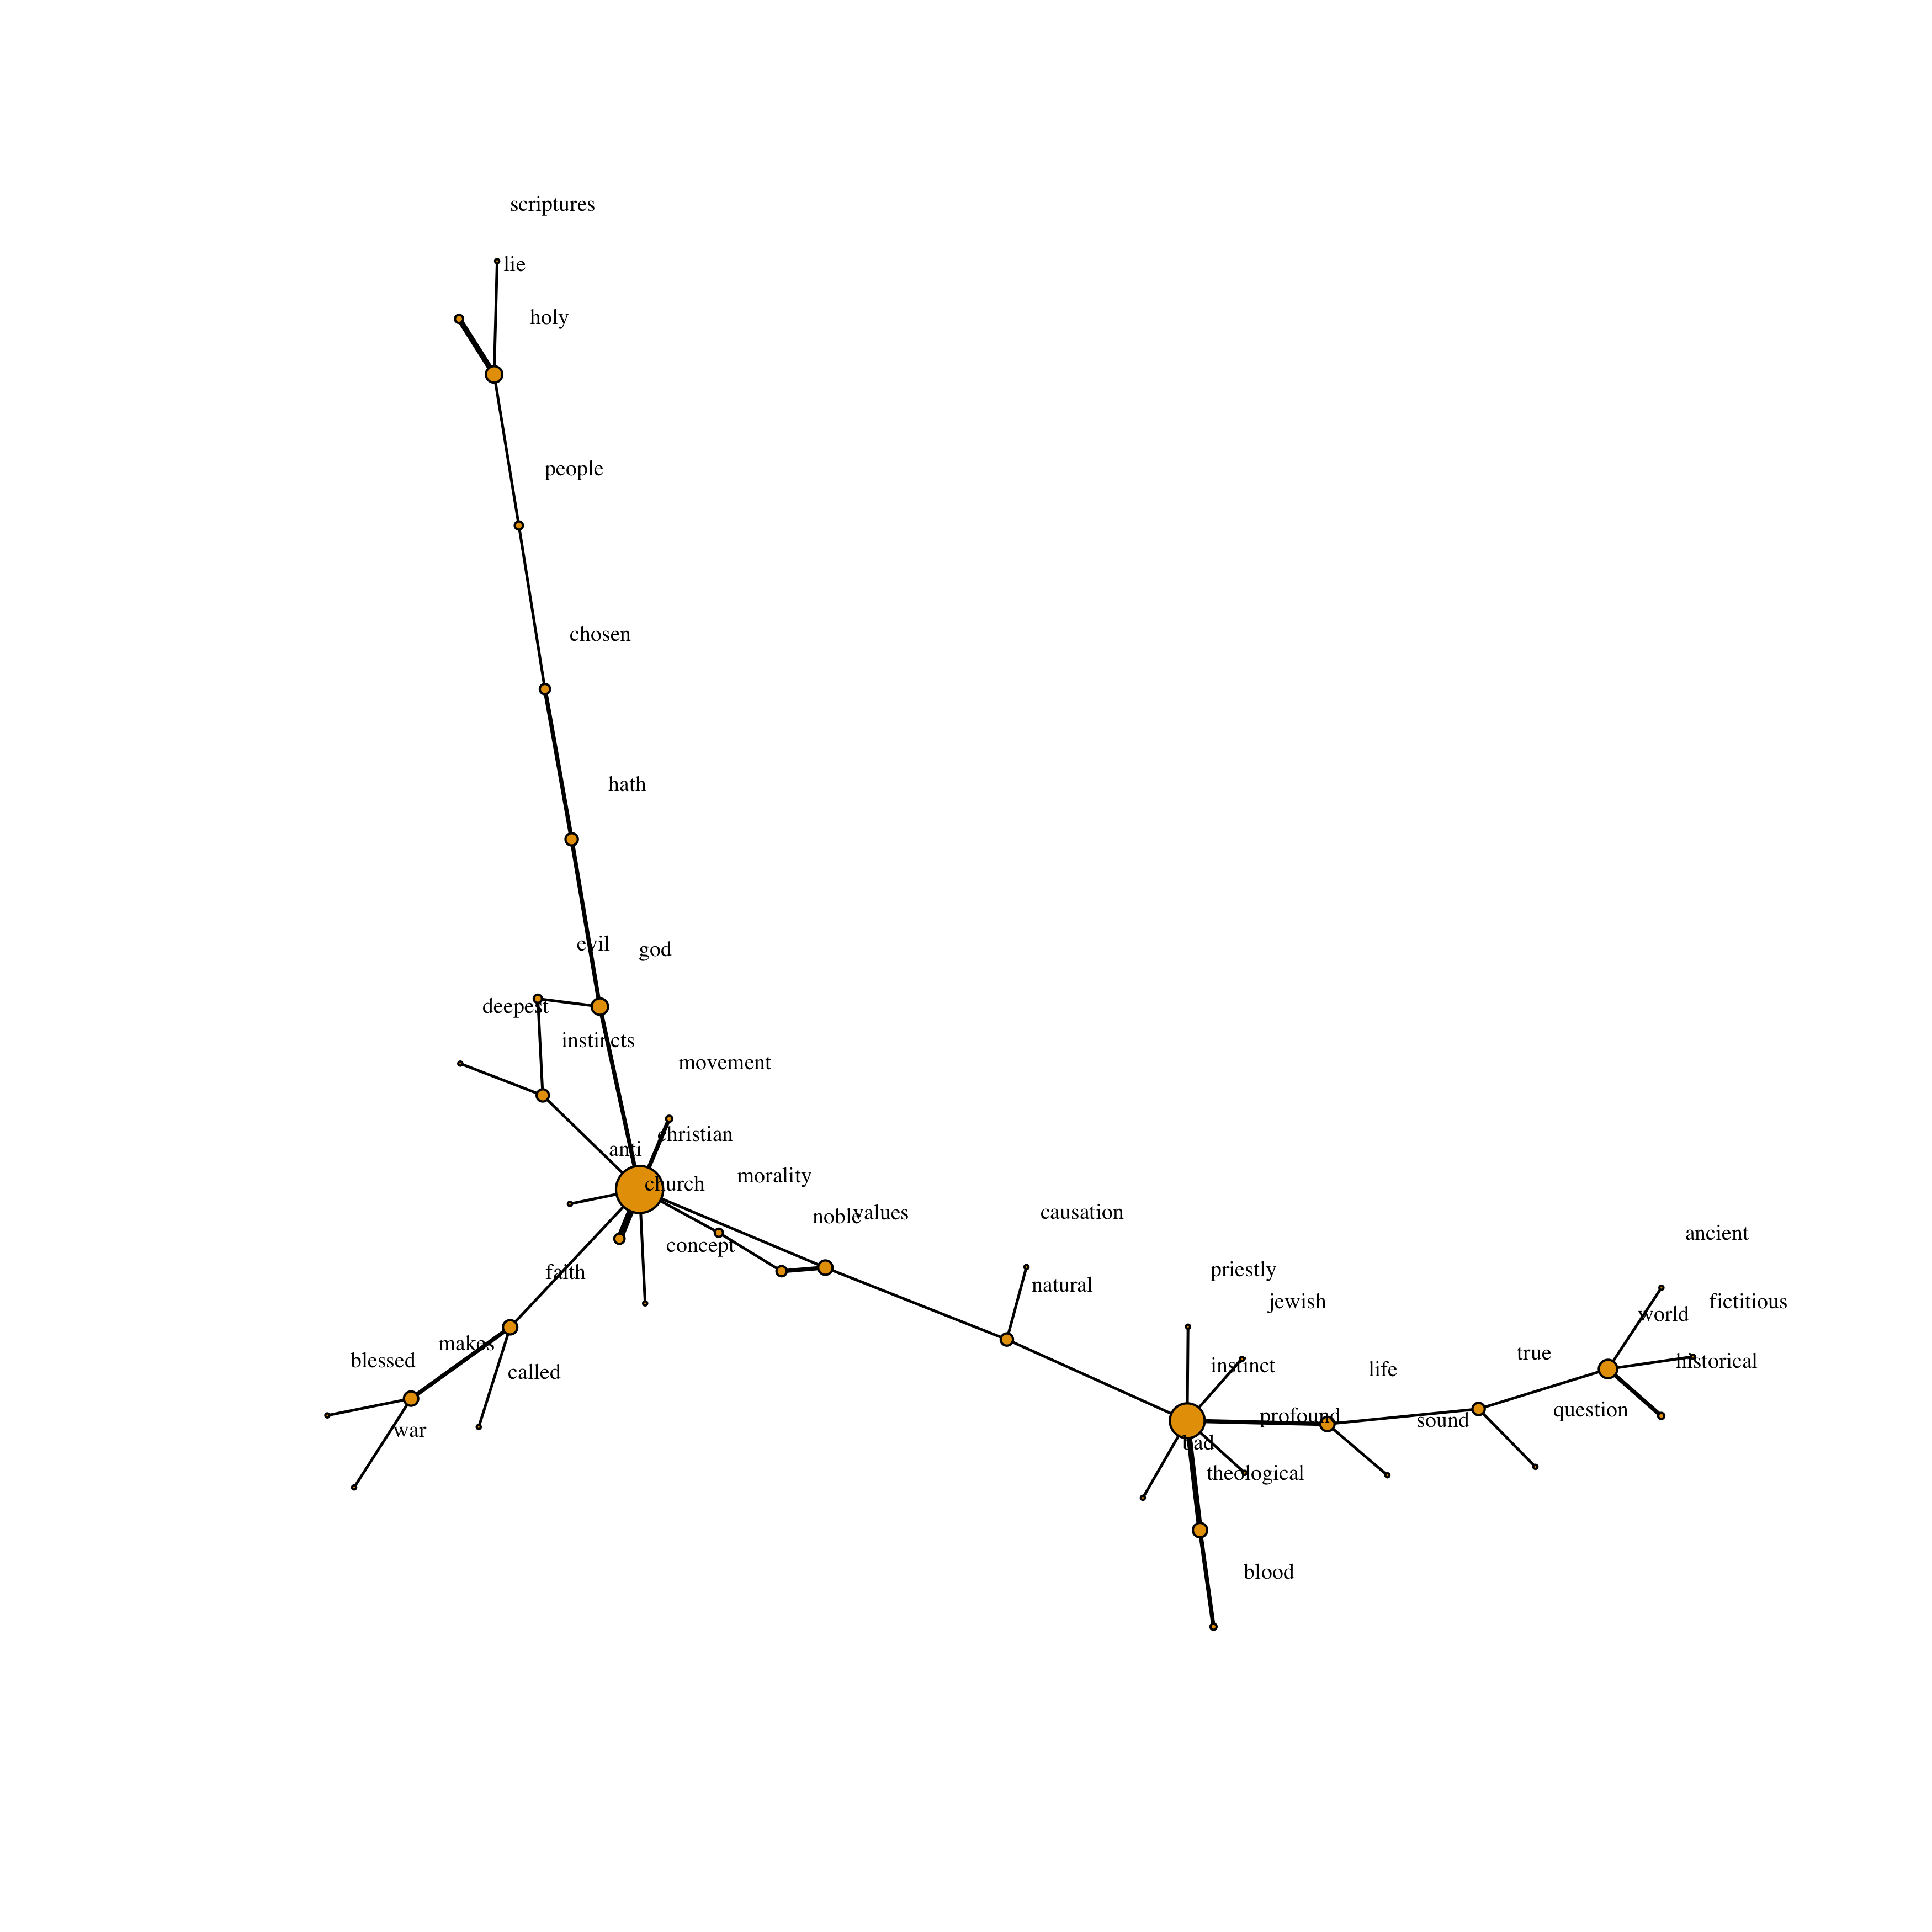 scriptures
lie
holy
people
chosen
hath
evil
god
deepest
instincts
movement
christian
anti
morality
church
noble
values
causation
ancient
concept
faith
priestly
natural
jewish
fictitious
world
makes
true
blessed
historical
instinct
life
called
question
profound
sound
war
bad
theological
blood